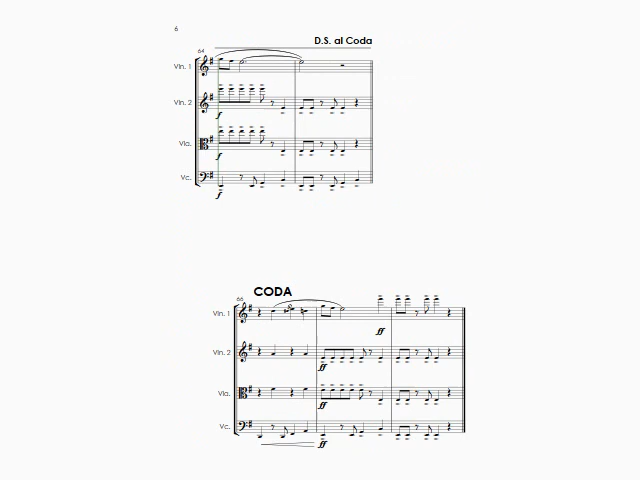 6
D.S. al Coda
64
Vln. 1
Vln. 2
f
Vla.
f
Vc.
f
CODA
66
Vln. 1
ff
Vln. 2
ff
Vla.
ff
Vc.
ff